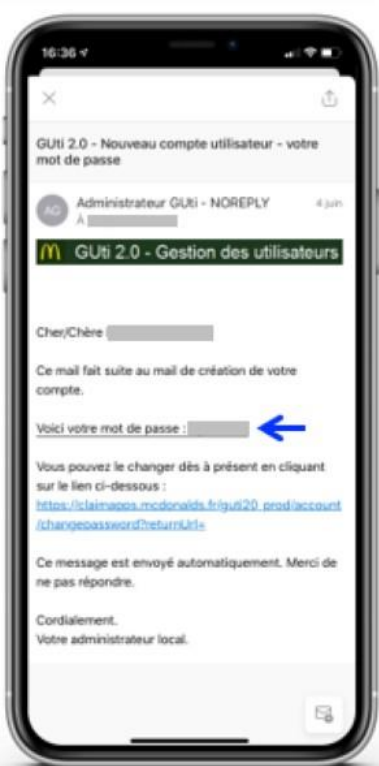 16:36
GUti 2.0 - Nouveau compte utilisateur - votre
mot de passe
AG
Administrateur GUti - NOREPLY
4 juin
À
GUti 2.0 - Gestion des utilisateurs
Cher/Chère
Ce mail fait suite au mail de création de votre
compte.
Voici votre mot de passe :
Vous pouvez le changer dès à présent en cliquant
sur le lien ci-dessous :
https://claimapps.mcdonalds.fr/guti20_prod/account
/changepassword?returnUrl=
Ce message est envoyé automatiquement. Merci de
ne pas répondre.
Cordialement.
Votre administrateur local.